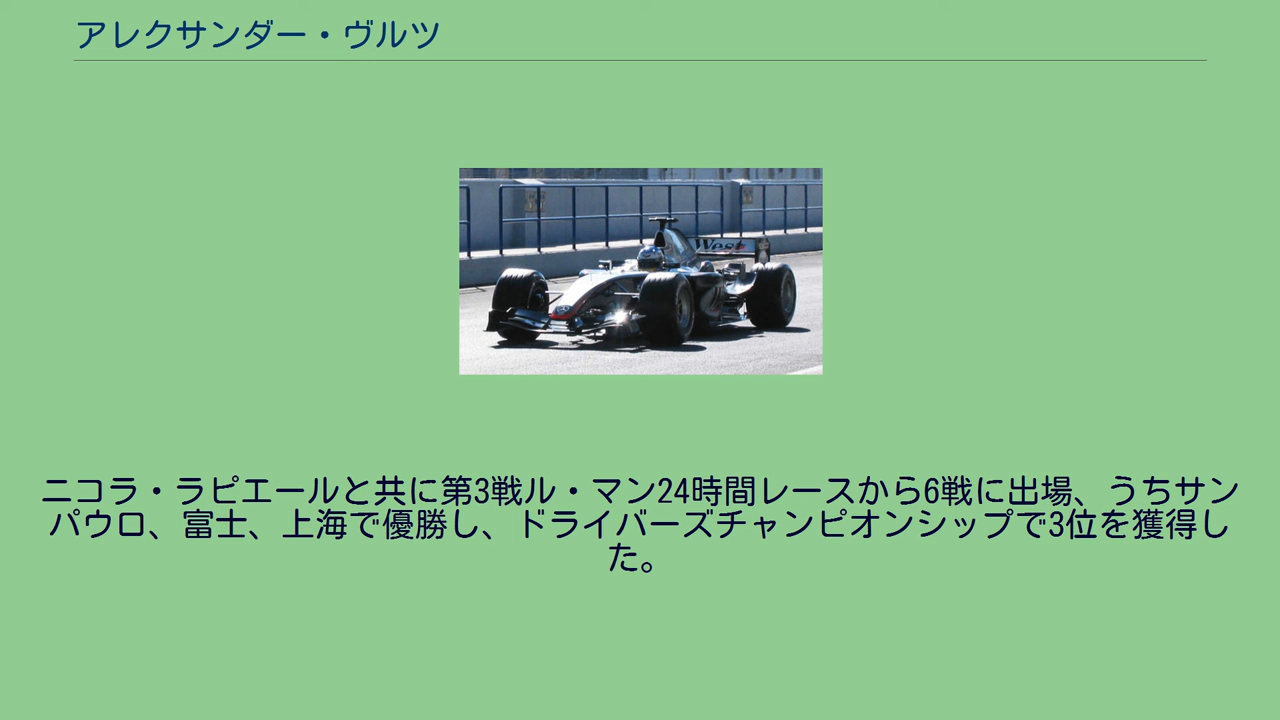 アレクサンダー・ヴルツ
West
ニコラ・ラピエールと共に第3戦ル・マン24時間レースから6戦に出場、うちサン
パウロ、富士、上海で優勝し、ドライバーズチャンピオンシップで3位を獲得し
た。